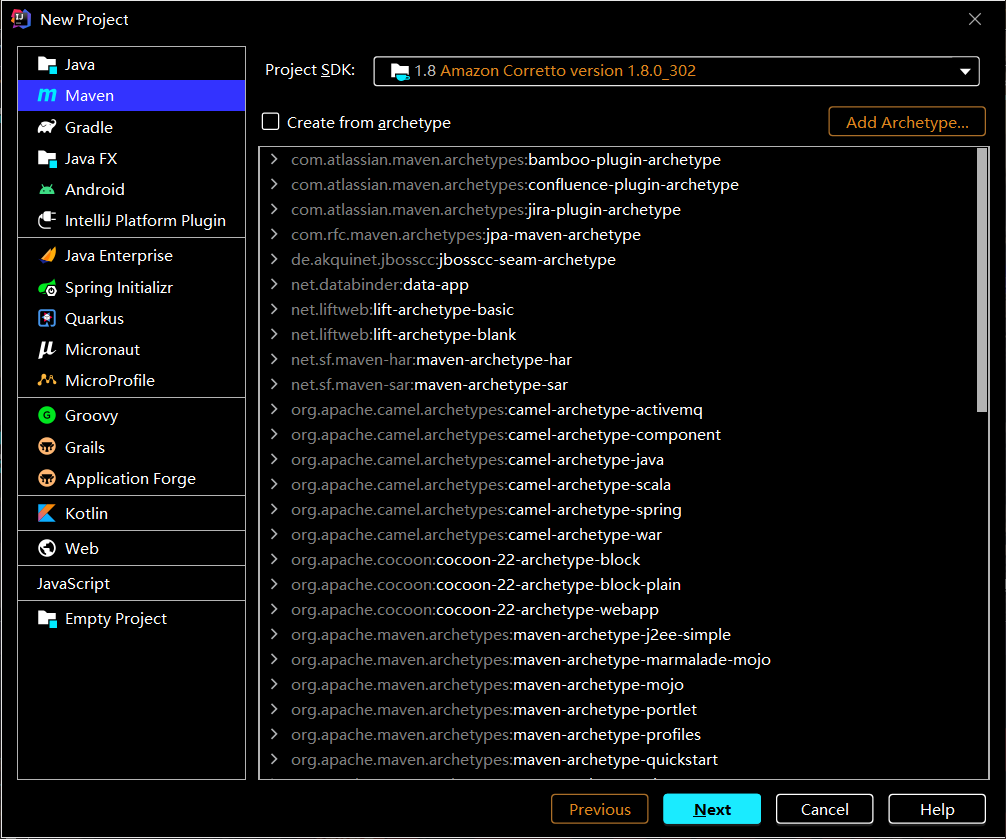 New Project
Java
Maven
Gradle
Java FX
Android
IntelliJ Platform Plugin
Java Enterprise
Spring Initializr
Quarkus
Micronaut
MicroProfile
Groovy
Grails
Application Forge
Kotlin
Web
JavaScript
Empty Project
Project SDK: 1.8 Amazon Corretto version 1.8.0_302
Create from archetype Add Archetype...
com.atlassian.maven.archetypes:bamboo-plugin-archetype
com.atlassian.maven.archetypes:confluence-plugin-archetype
com.atlassian.maven.archetypes:jira-plugin-archetype
com.rfc.maven.archetypes:jpa-maven-archetype
de.akquinet.jbosscc:jbosscc-seam-archetype
net.databinder:data-app
net.liftweb:lift-archetype-basic
net.liftweb:lift-archetype-blank
net.sf.maven-har:maven-archetype-har
net.sf.maven-sar:maven-archetype-sar
org.apache.camel.archetypes:camel-archetype-activemq
org.apache.camel.archetypes:camel-archetype-component
org.apache.camel.archetypes:camel-archetype-java
org.apache.camel.archetypes:camel-archetype-scala
org.apache.camel.archetypes:camel-archetype-spring
org.apache.camel.archetypes:camel-archetype-war
org.apache.cocoon:cocoon-22-archetype-block
org.apache.cocoon:cocoon-22-archetype-block-plain
org.apache.cocoon:cocoon-22-archetype-webapp
org.apache.maven.archetypes:maven-archetype-j2ee-simple
org.apache.maven.archetypes:maven-archetype-marmalade-mojo
org.apache.maven.archetypes:maven-archetype-mojo
org.apache.maven.archetypes:maven-archetype-portlet
org.apache.maven.archetypes:maven-archetype-profiles
org.apache.maven.archetypes:maven-archetype-quickstart
Previous Next Cancel Help